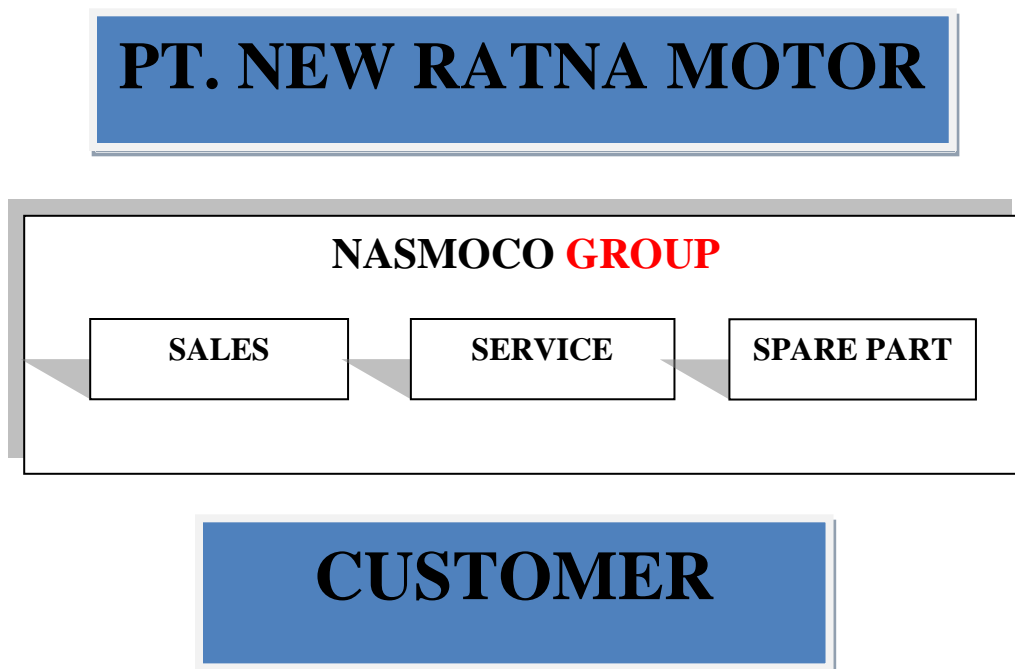 PT. NEW RATNA MOTOR
NASMOCO GROUP
SALES
SERVICE
SPARE PART
CUSTOMER